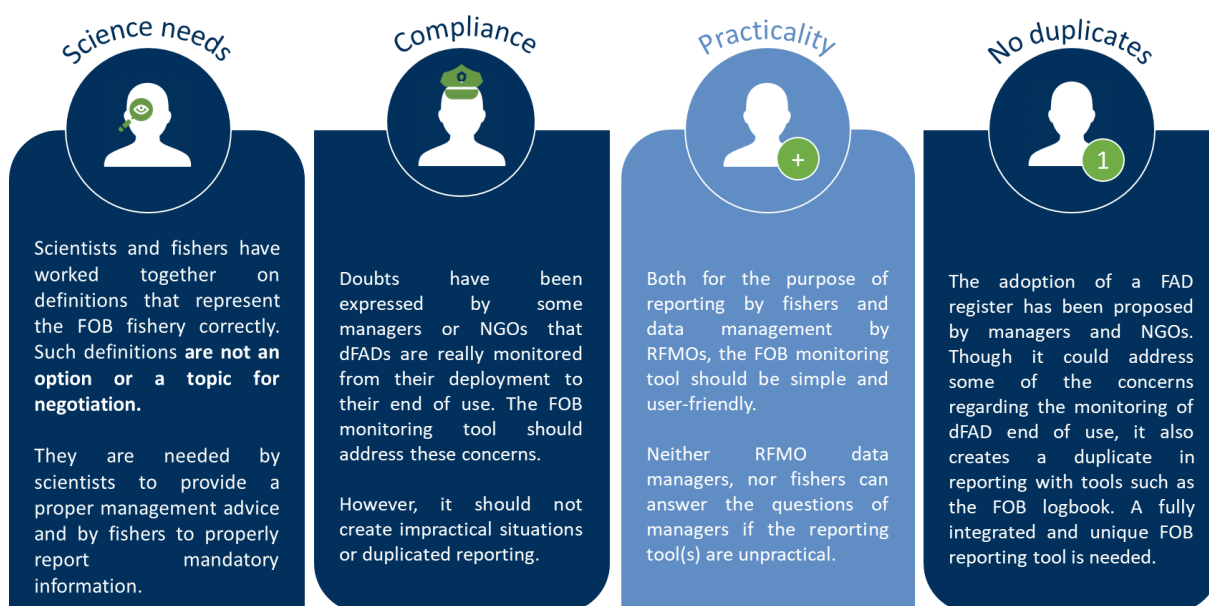 Science needs
Scientists and fishers have
worked together on
definitions that represent
the FOB fishery correctly.
Such definitions are not an
option or a topic for
negotiation.
They are needed by
scientists to provide a
proper management advice
and by fishers to properly
report mandatory
information.
Compliance
Doubts have been
expressed by some
managers or NGOs that
dFADs are really monitored
from their deployment to
their end of use. The FOB
monitoring tool should
address these concerns.
However, it should not
create impractical situations
or duplicated reporting.
Practicality
+
Both for the purpose of
reporting by fishers and
data management by
RFMOs, the FOB monitoring
tool should be simple and
user-friendly.
Neither RFMO data
managers, nor fishers can
answer the questions of
managers if the reporting
tool(s) are unpractical.
No duplicates
1
The adoption of a FAD
register has been proposed
by managers and NGOs.
Though it could address
some of the concerns
regarding the monitoring of
dFAD end of use, it also
creates a duplicate in
reporting with tools such as
the FOB logbook. A fully
integrated and unique FOB
reporting tool is needed.